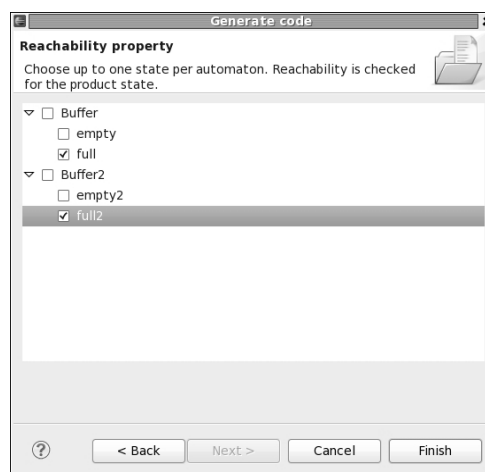 Generate code
Reachability property
Choose up to one state per automaton. Reachability is checked
for the product state.
Buffer
empty
full
Buffer2
empty2
full2
?
< Back
Next >
Cancel
Finish